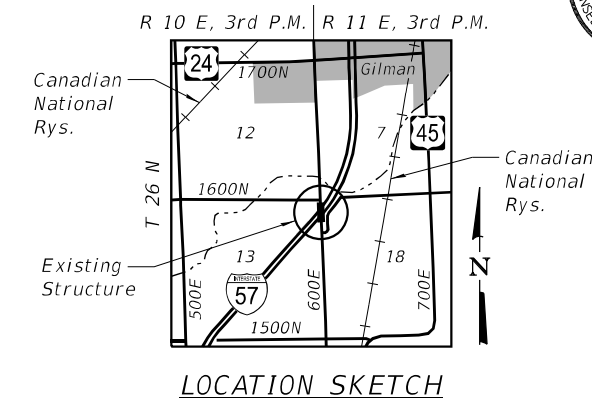 R 10 E, 3rd P.M. R 11 E, 3rd P.M.
24
1700N
Gilman
Canadian
National
Rys.
12
7
45
Canadian
National
Rys.
T 26 N
1600N
Existing
Structure
13
18
N
INTERSTATE
57
500E
600E
700E
1500N
LOCATION SKETCH